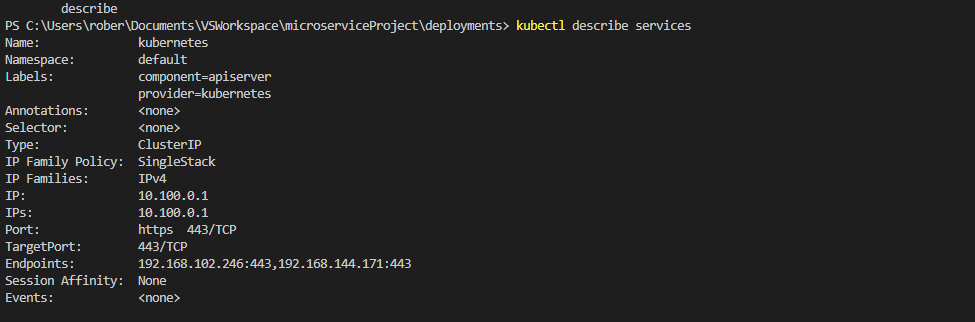 describe
PS C:\Users\rober\Documents\VSWorkspace\microserviceProject\deployments> kubectl describe services
Name:              kubernetes
Namespace:         default
Labels:            component=apiserver
                   provider=kubernetes
Annotations:       <none>
Selector:          <none>
Type:              ClusterIP
IP Family Policy:  SingleStack
IP Families:       IPv4
IP:                10.100.0.1
IPs:               10.100.0.1
Port:              https  443/TCP
TargetPort:        443/TCP
Endpoints:         192.168.102.246:443,192.168.144.171:443
Session Affinity:  None
Events:            <none>